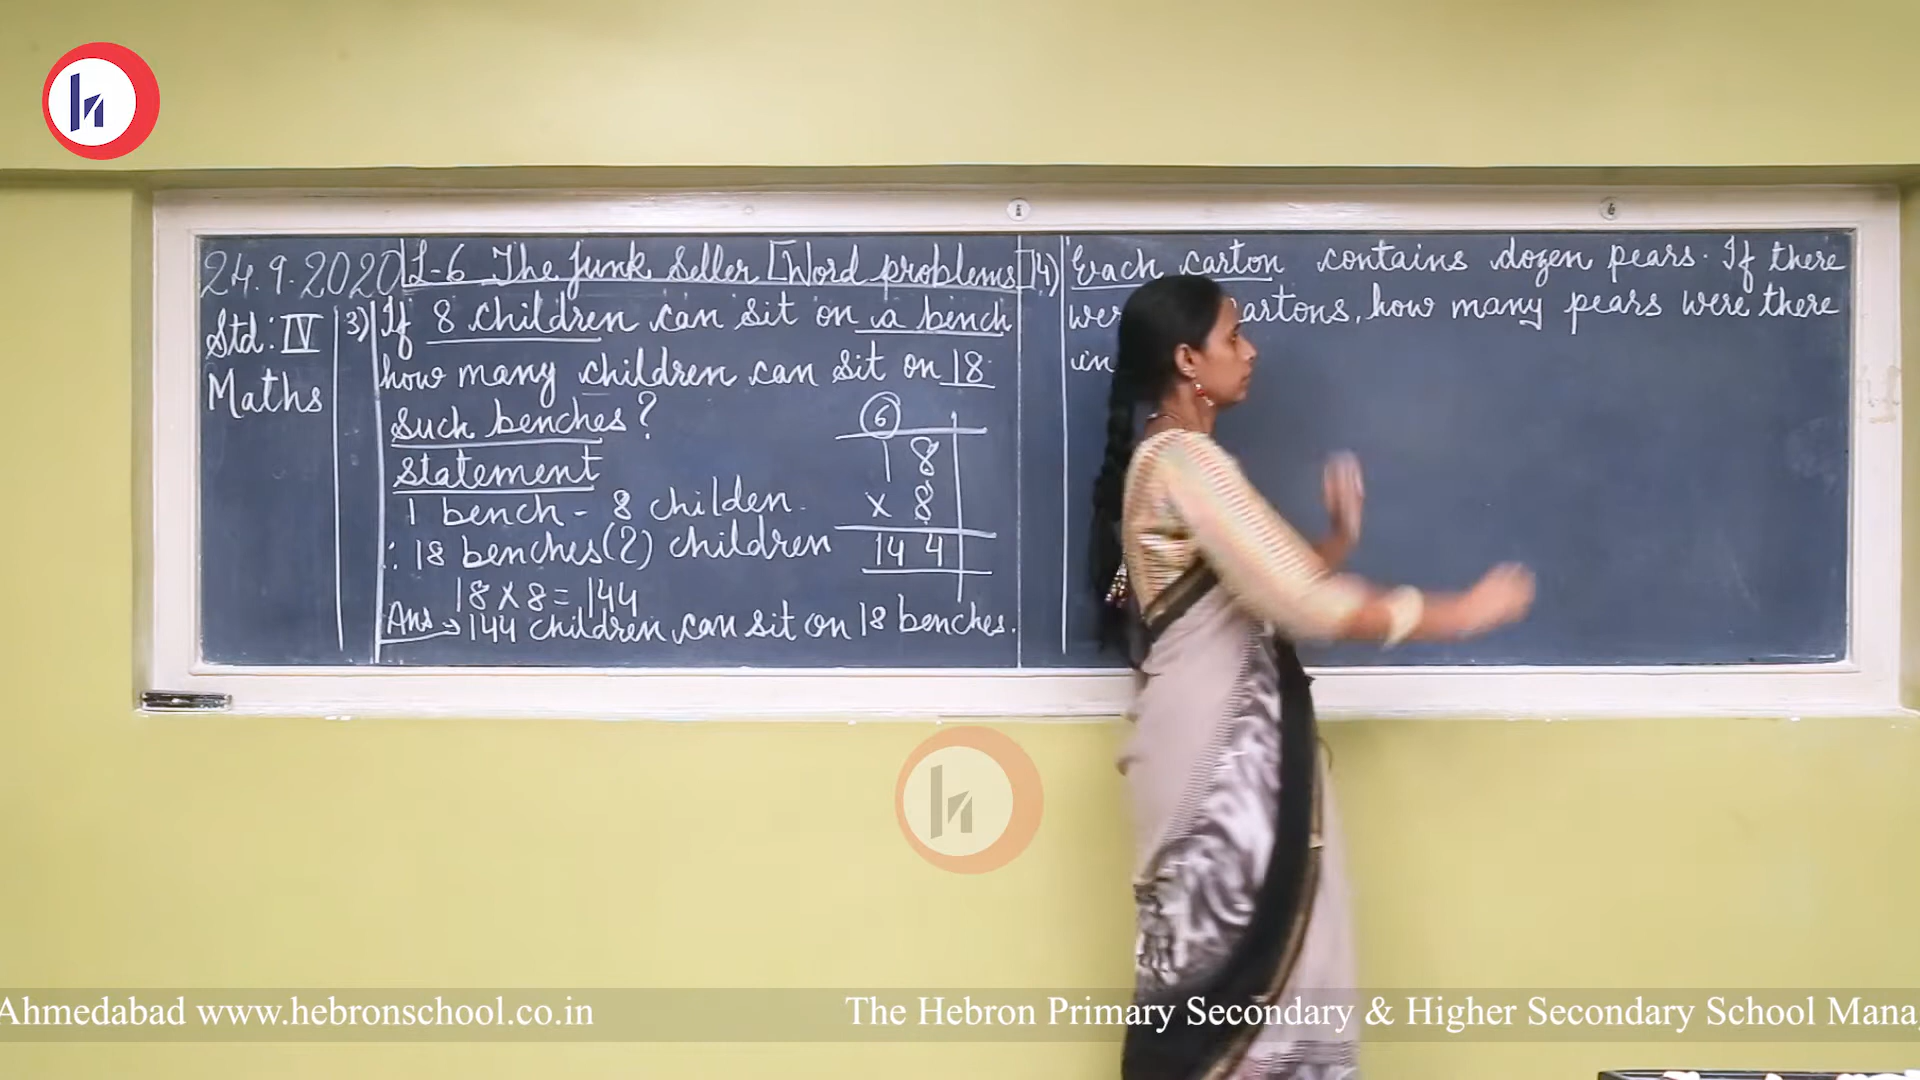 24.9.2020
Std: IV
Maths
L-6 The Junk Seller [Word problems]
3) If 8 children can sit on a bench
how many children can sit on 18
such benches?
statement
1 bench - 8 childen.
∴ 18 benches (?) children
18 X 8 = 144
Ans → 144 children can sit on 18 benches.
6
1 8
x 8
14 4
4) Each carton contains dozen pears. If there
how many pears were there
in
Ahmedabad www.hebronschool.co.in
The Hebron Primary Secondary & Higher Secondary School